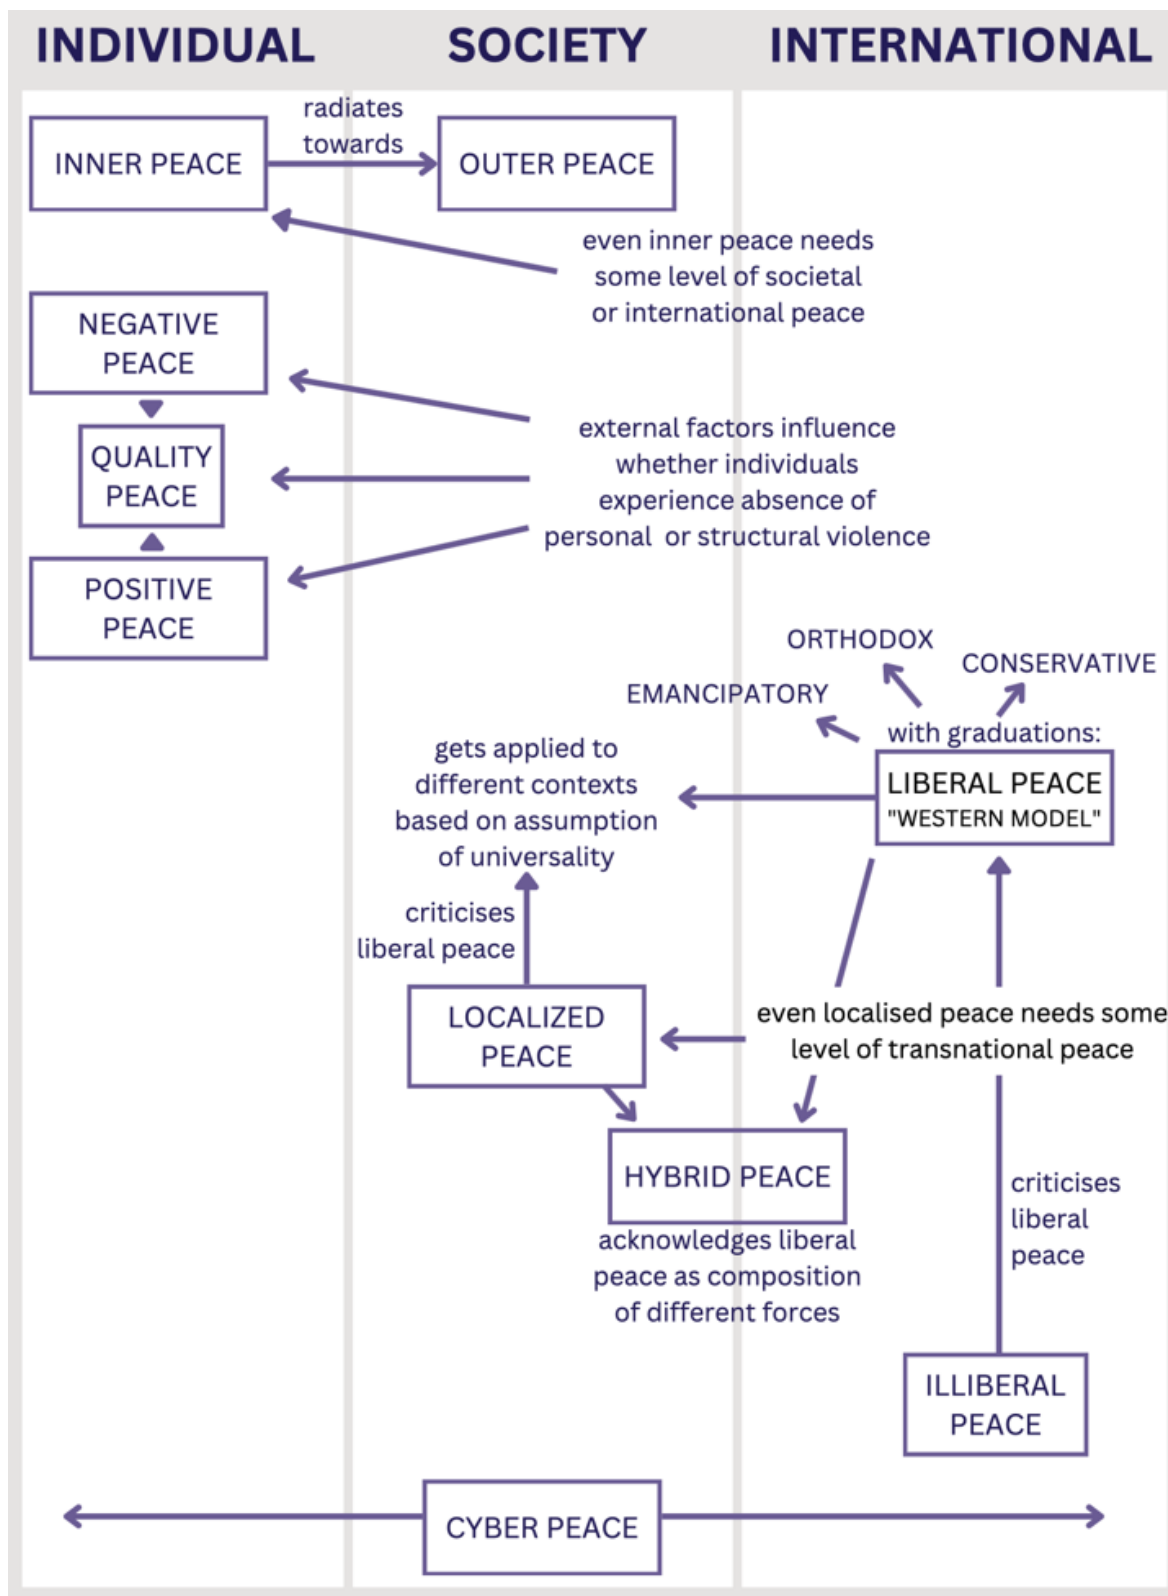 INDIVIDUAL
SOCIETY
INTERNATIONAL
radiates
towards
INNER PEACE
OUTER PEACE
even inner peace needs
some level of societal
or international peace
NEGATIVE
PEACE
QUALITY
PEACE
POSITIVE
PEACE
external factors influence
whether individuals
experience absence of
personal or structural violence
ORTHODOX
CONSERVATIVE
EMANCIPATORY
with graduations:
LIBERAL PEACE
"WESTERN MODEL"
gets applied to
different contexts
based on assumption
of universality
criticises
liberal peace
LOCALIZED
PEACE
even localised peace needs some
level of transnational peace
HYBRID PEACE
acknowledges liberal
peace as composition
of different forces
criticises
liberal
peace
ILLIBERAL
PEACE
CYBER PEACE